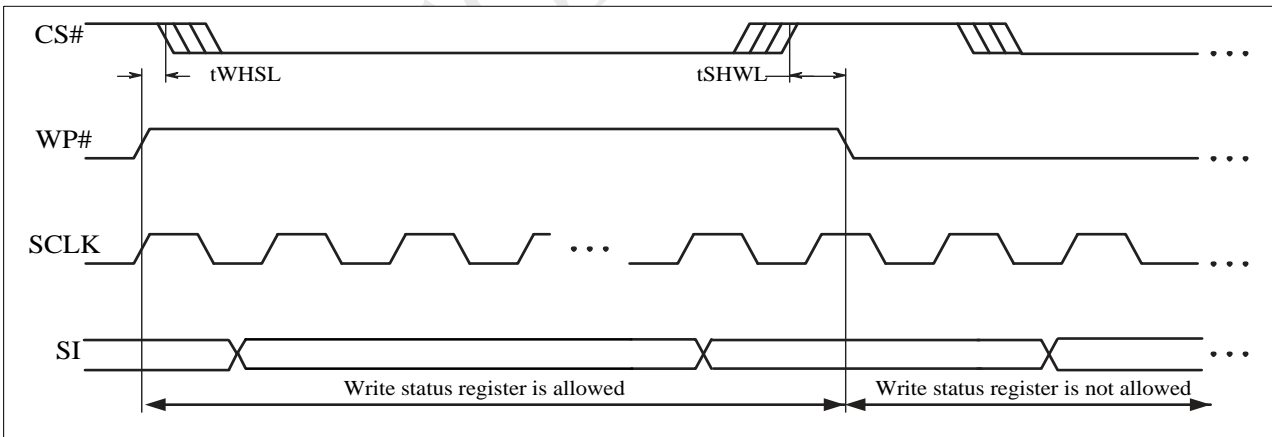 CS#
tWHSL
tSHWL
WP#
SCLK
SI
Write status register is allowed
Write status register is not allowed